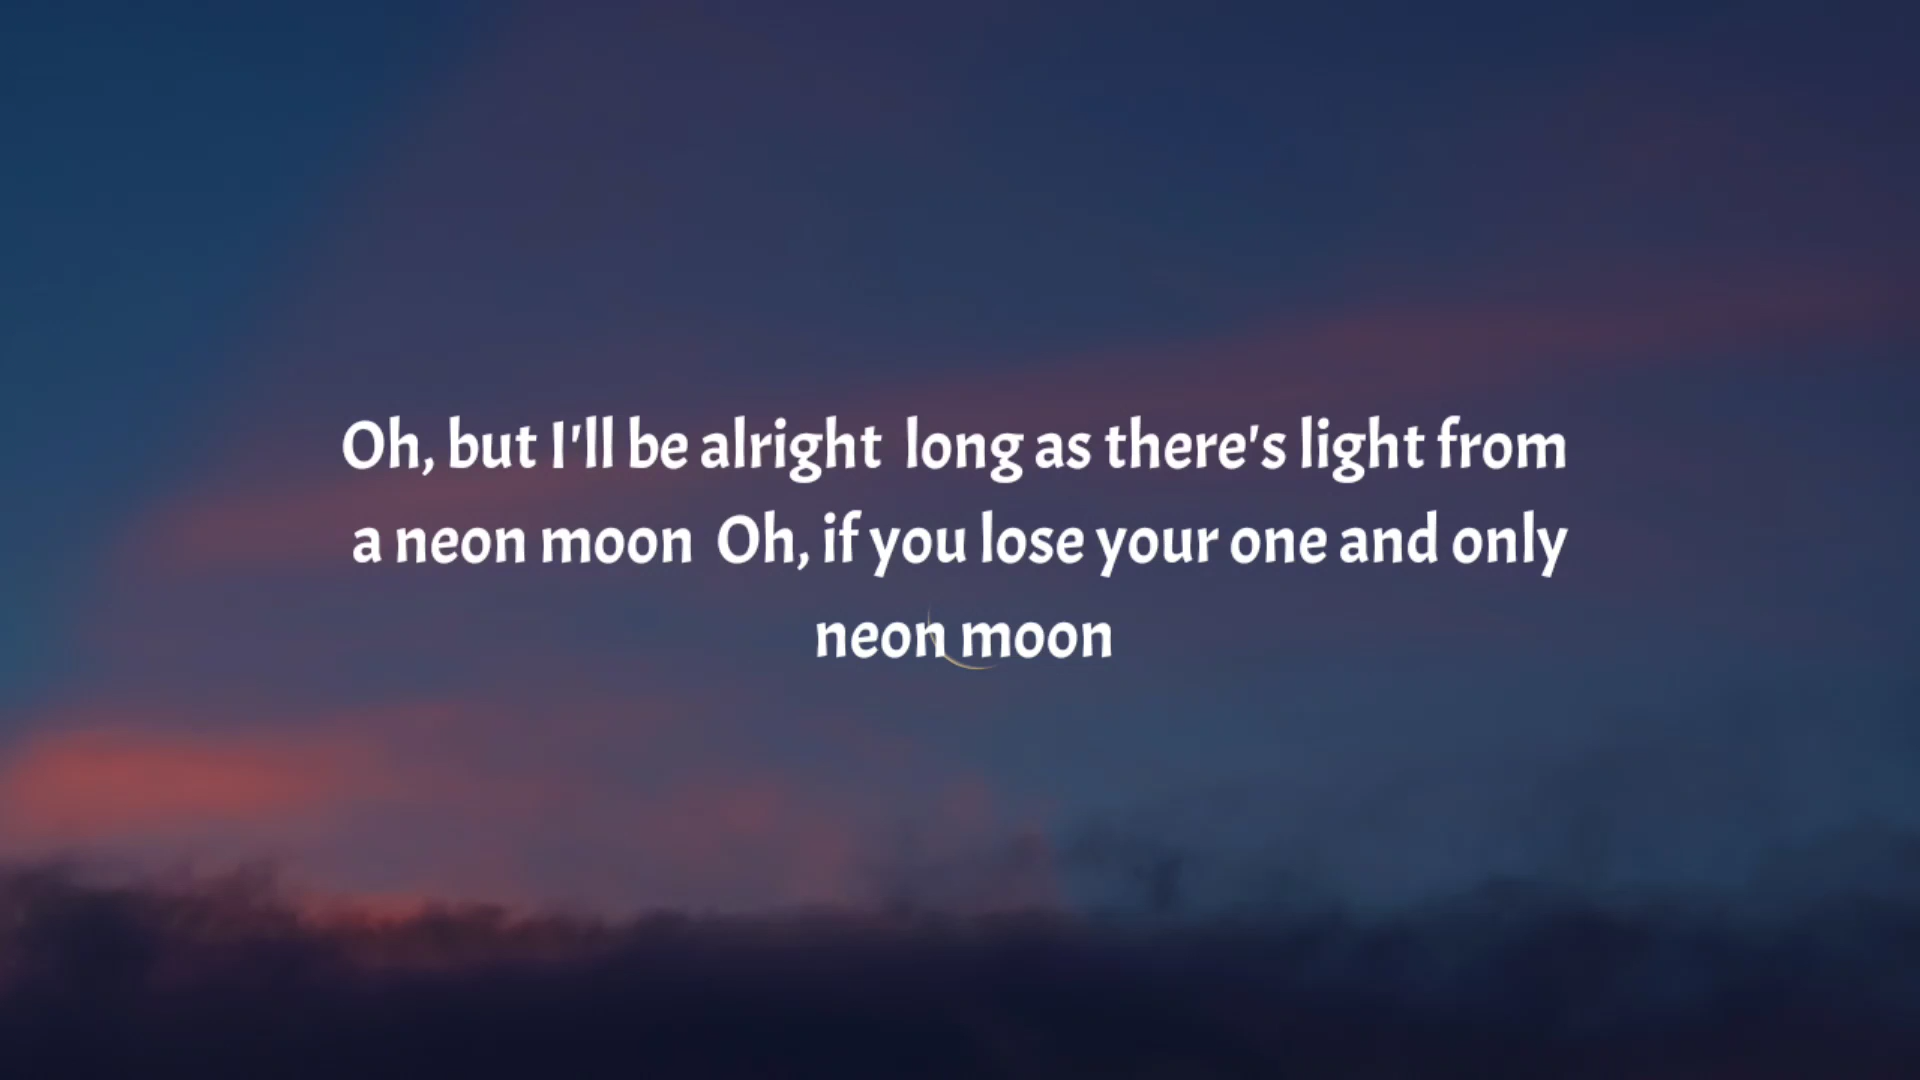 Oh, but I'll be alright  long as there's light from
a neon moon  Oh, if you lose your one and only
neon moon